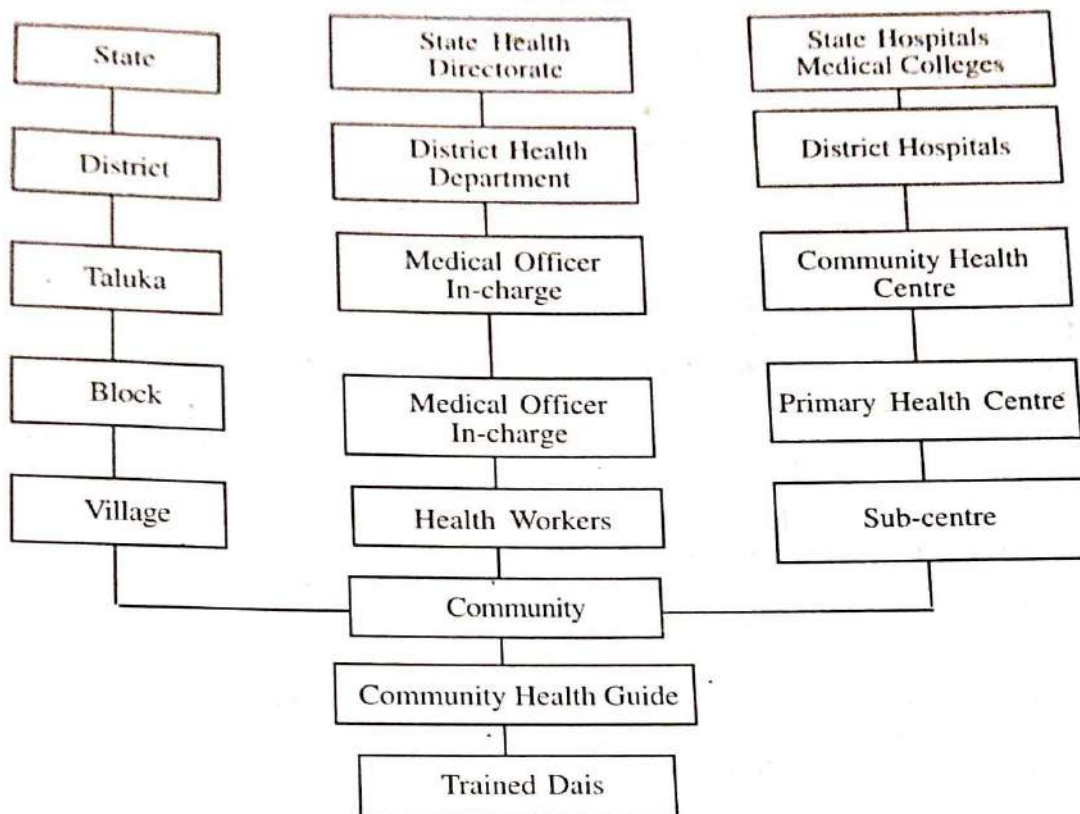 State
District
Taluka
Block
Village
State Health
Directorate
District Health
Department
Medical Officer
In-charge
Medical Officer
In-charge
Health Workers
Community
Community Health Guide
Trained Dais
State Hospitals
Medical Colleges
District Hospitals
Community Health
Centre
Primary Health Centre
Sub-centre